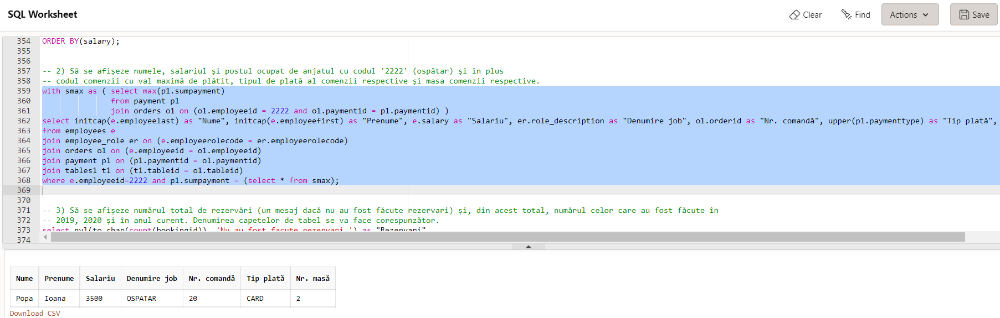 SQL Worksheet
Clear Find Actions Save
354 ORDER BY(salary);
355
356
357 -- 2) Să se afișeze numele, salariul și postul ocupat de anjatul cu codul '2222' (ospătar) și în plus
358 -- codul comenzii cu val maximă de plătit, tipul de plată al comenzii respective și masa comenzii respective.
359 with smax as ( select max(p1.sumpayment)
360 from payment p1
361 join orders o1 on (o1.employeeid = 2222 and o1.paymentid = p1.paymentid) )
362 select initcap(e.employeelast) as "Nume", initcap(e.employeefirst) as "Prenume", e.salary as "Salariu", er.role_description as "Denumire job", o1.orderid as "Nr. comandă", upper(p1.paymenttype) as "Tip plată",
363 from employees e
364 join employee_role er on (e.employeerolecode = er.employeerolecode)
365 join orders o1 on (e.employeeid = o1.employeeid)
366 join payment p1 on (p1.paymentid = o1.paymentid)
367 join tables1 t1 on (t1.tableid = o1.tableid)
368 where e.employeeid=2222 and p1.sumpayment = (select * from smax);
369
370
371 -- 3) Să se afișeze numărul total de rezervări (un mesaj dacă nu au fost făcute rezervari) și, din acest total, numărul celor care au fost făcute în
372 -- 2019, 2020 și în anul curent. Denumirea capetelor de tabel se va face corespunzător.
373 select nvl(to_char(count(bookingid)), 'Nu au fost facute rezervari.') as "Rezervari"
374
Nume Prenume Salariu Denumire job Nr. comandă Tip plată Nr. masă
Popa Ioana 3500 OSPATAR 20 CARD 2
Download CSV